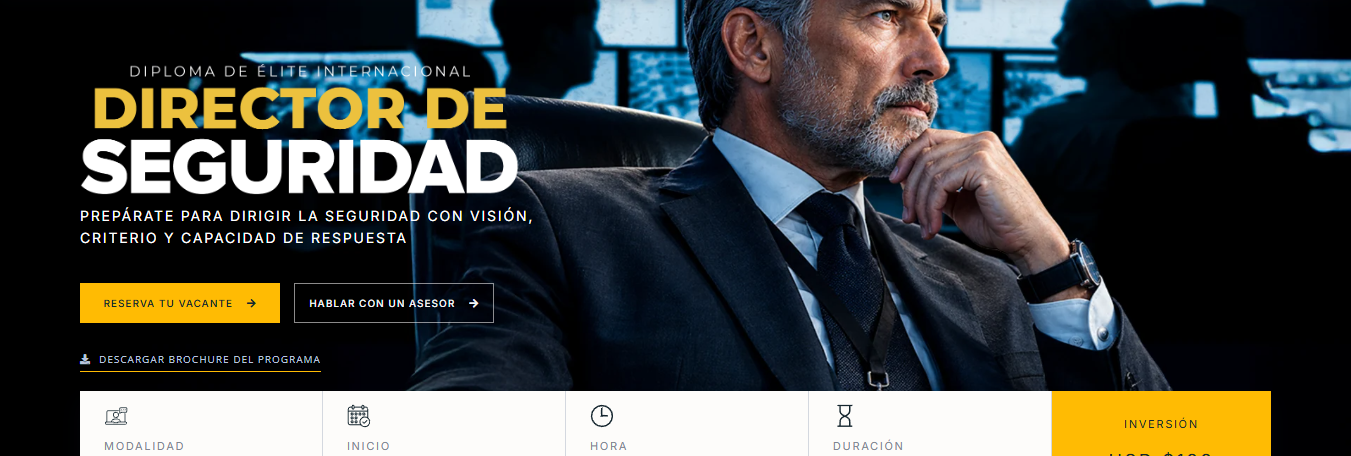 DIPLOMA DE ÉLITE INTERNACIONAL
DIRECTOR DE
SEGURIDAD
PREPÁRATE PARA DIRIGIR LA SEGURIDAD CON VISIÓN,
CRITERIO Y CAPACIDAD DE RESPUESTA
RESERVA TU VACANTE
HABLAR CON UN ASESOR
DESCARGAR BROCHURE DEL PROGRAMA
MODALIDAD
INICIO
HORA
DURACIÓN
INVERSIÓN